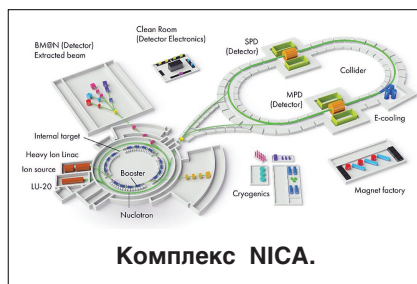 BM@N (Detector)
Extracted beam
Clean Room
(Detector Electronics)
SPD
(Detector)
Collider
MPD
(Detector)
E-cooling
Internal target
Heavy Ion Linac
Ion source
LU-20
Booster
Nuclotron
Cryogenics
Magnet factory
Комплекс NICA.